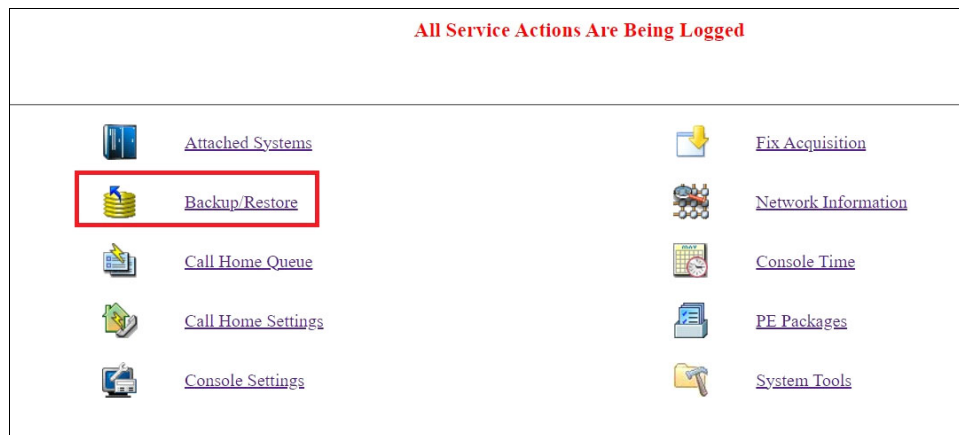 All Service Actions Are Being Logged
Attached Systems
Fix Acquisition
Backup/Restore
Network Information
Call Home Queue
Console Time
Call Home Settings
PE Packages
Console Settings
System Tools